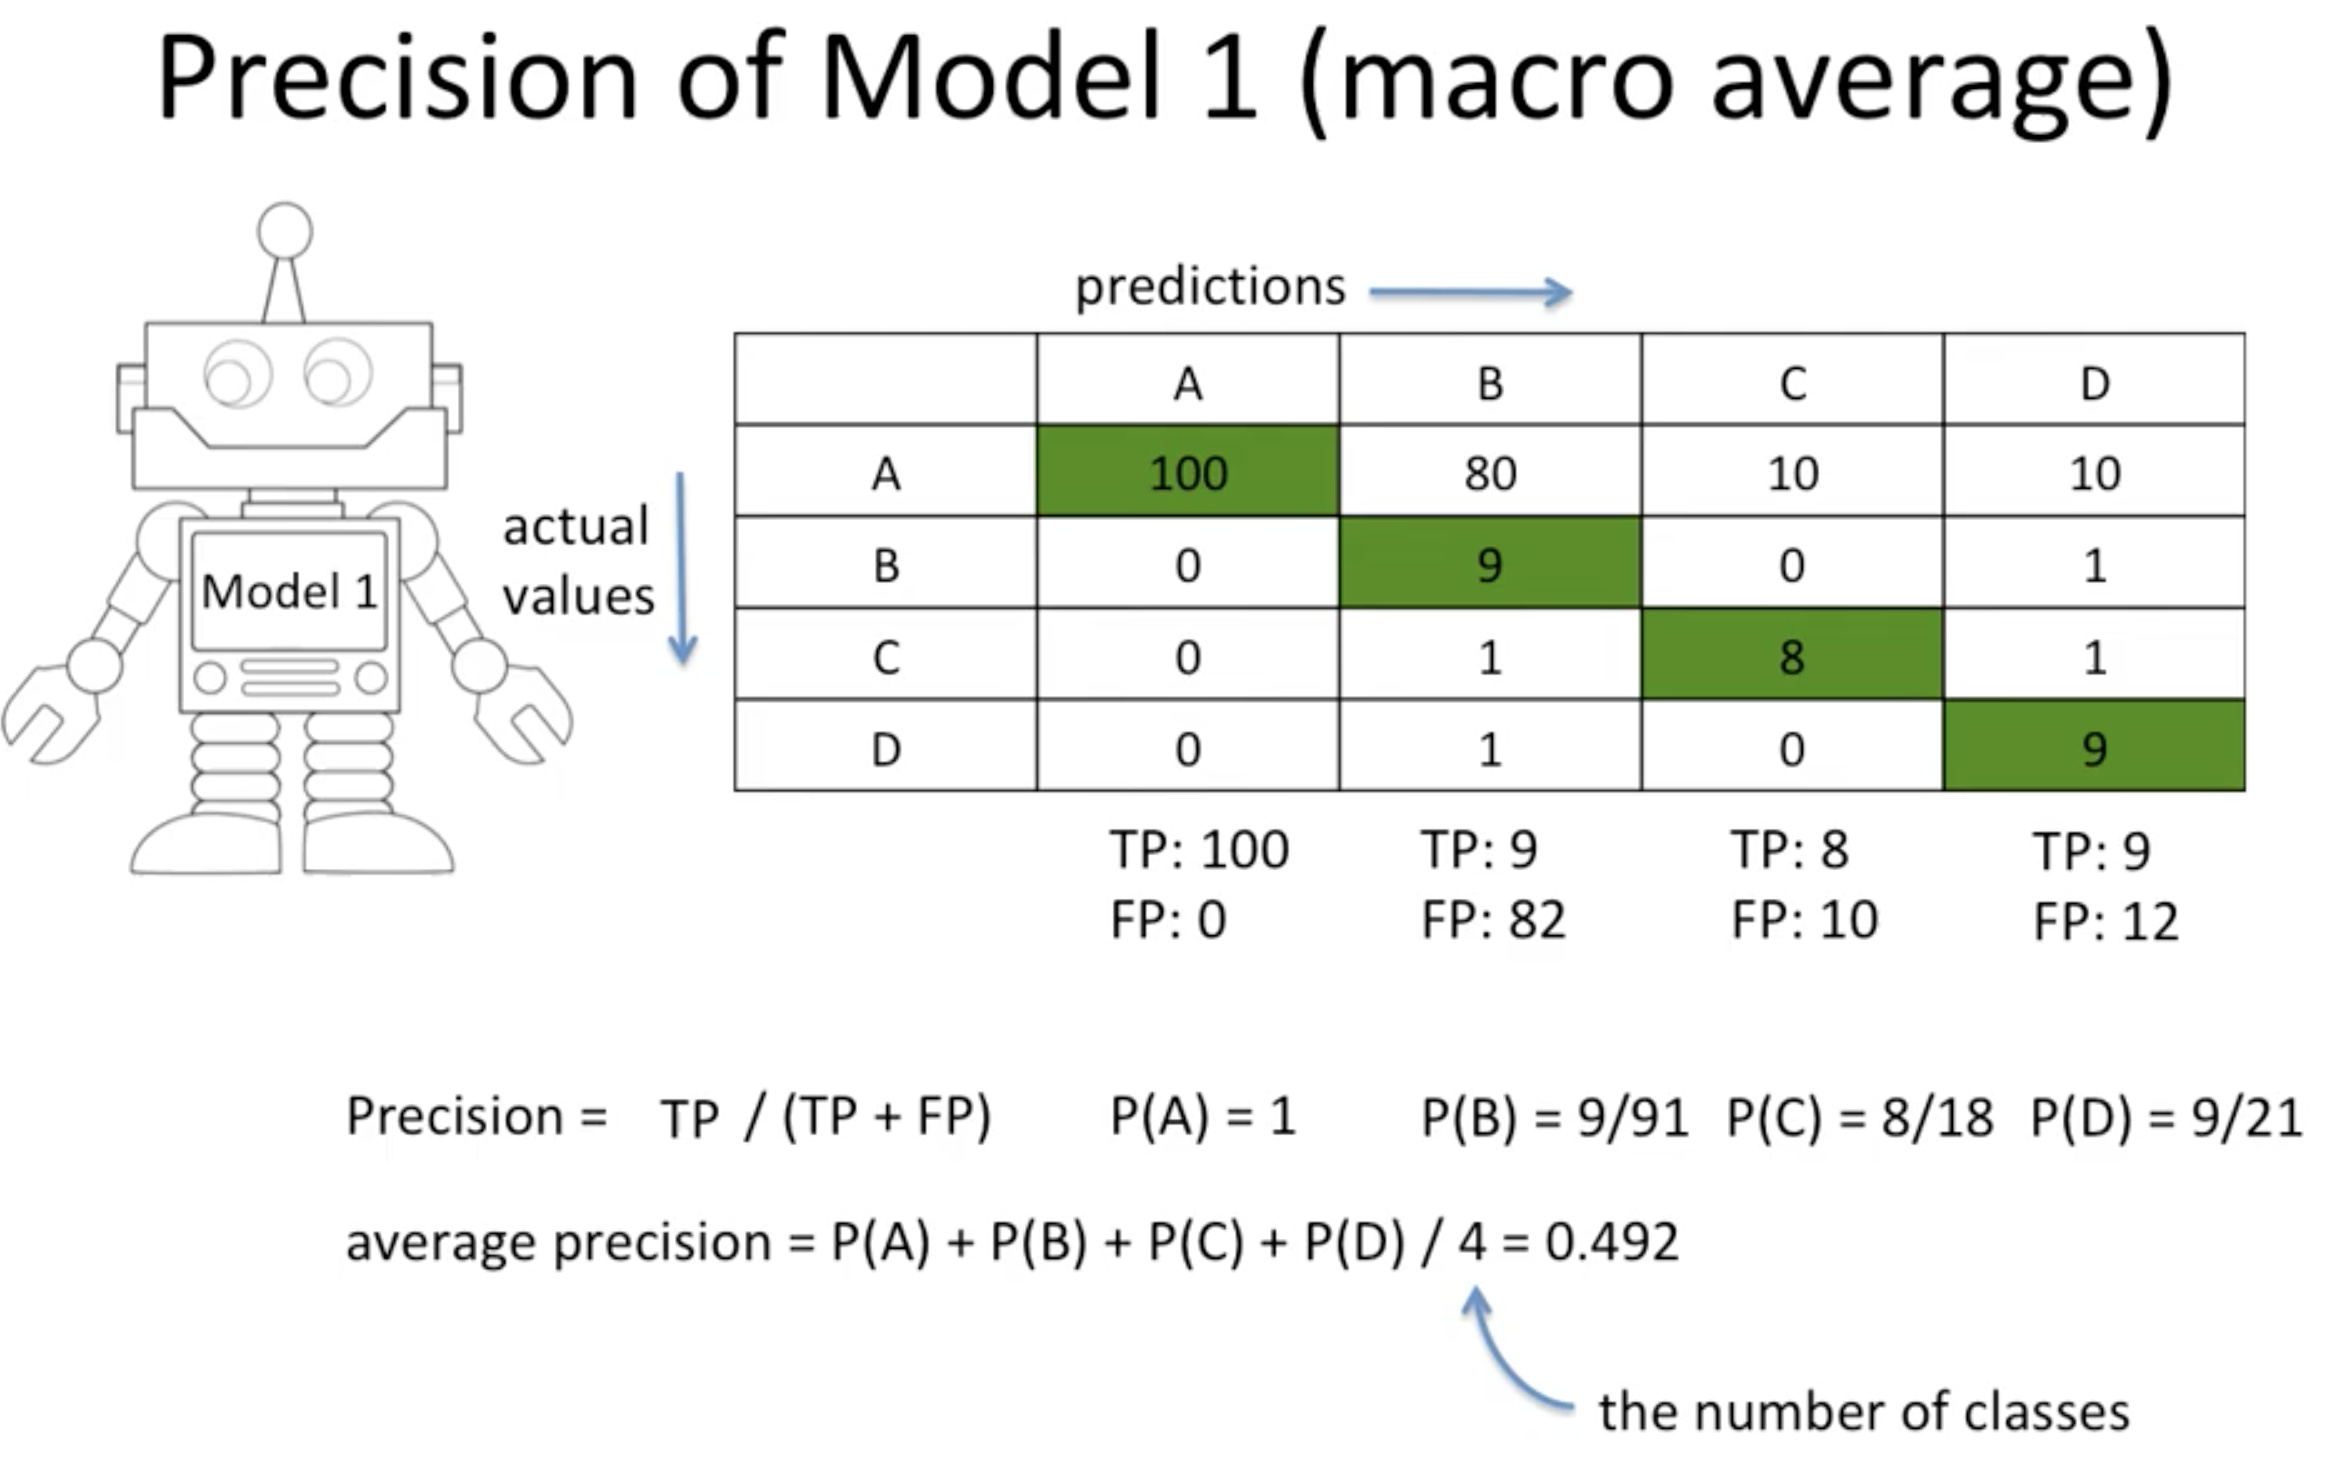 Precision of Model 1 (macro average)
predictions
A B C D
A 100 80 10 10
B 0 9 0 1
C 0 1 8 1
D 0 1 0 9
actual
values
Model 1
TP: 100 TP: 9 TP: 8 TP: 9
FP: 0 FP: 82 FP: 10 FP: 12
Precision = TP / (TP + FP) P(A) = 1 P(B) = 9/91 P(C) = 8/18 P(D) = 9/21
average precision = P(A) + P(B) + P(C) + P(D) / 4 = 0.492
the number of classes